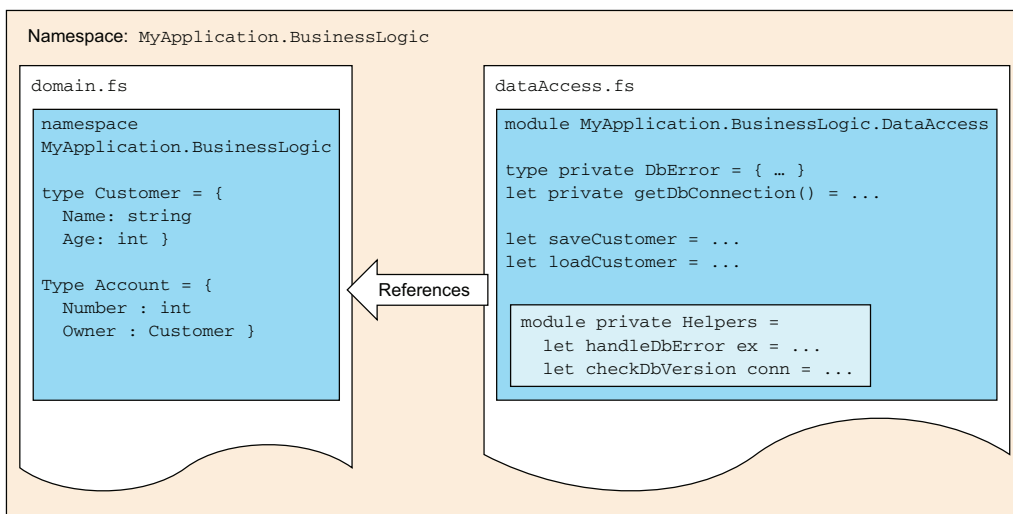 Namespace: MyApplication.BusinessLogic
domain.fs
namespace
MyApplication.BusinessLogic
type Customer = {
Name: string
Age: int }
Type Account = {
Number : int
Owner : Customer }
References
dataAccess.fs
module MyApplication.BusinessLogic.DataAccess
type private DbError = { … }
let private getDbConnection() = ...
let saveCustomer = ...
let loadCustomer = ...
module private Helpers =
let handleDbError ex = ...
let checkDbVersion conn = ...